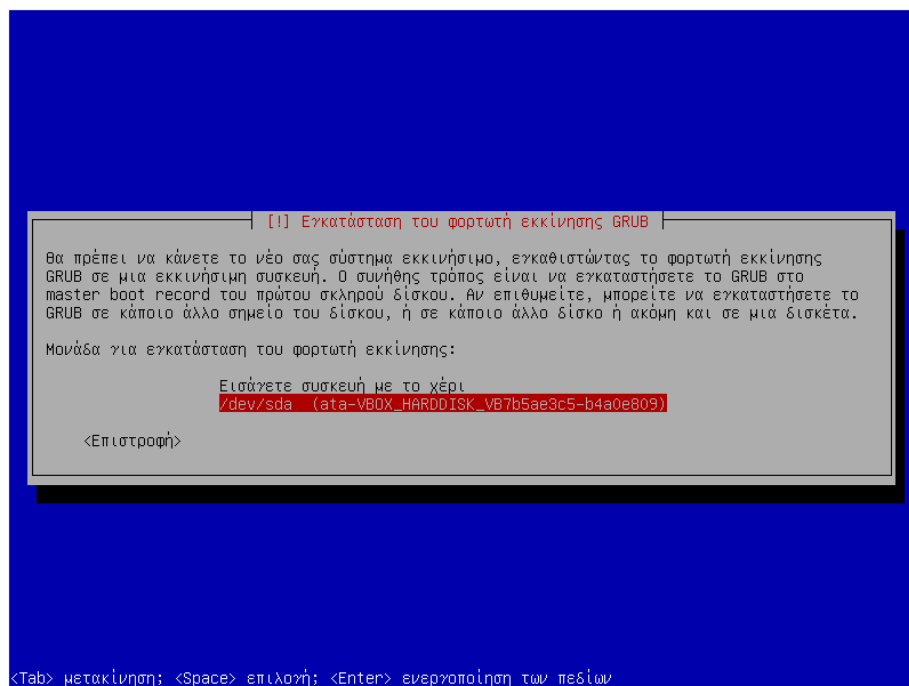 [!] Εγκατάσταση του φορτωτή εκκίνησης GRUB
Θα πρέπει να κάνετε το νέο σας σύστημα εκκινήσιμο, εγκαθιστώντας το φορτωτή εκκίνησης
GRUB σε μια εκκινήσιμη συσκευή. Ο συνήθης τρόπος είναι να εγκαταστήσετε το GRUB στο
master boot record του πρώτου σκληρού δίσκου. Αν επιθυμείτε, μπορείτε να εγκαταστήσετε το
GRUB σε κάποιο άλλο σημείο του δίσκου, ή σε κάποιο άλλο δίσκο ή ακόμη και σε μια δισκέτα.
Μονάδα για εγκατάσταση του φορτωτή εκκίνησης:
Εισάγετε συσκευή με το χέρι
/dev/sda (ata-VBOX_HARDDISK_VB7b5ae3c5-b4a0e809)
<Επιστροφή>
<Tab> μετακίνηση; <Space> επιλογή; <Enter> ενεργοποίηση των πεδίων